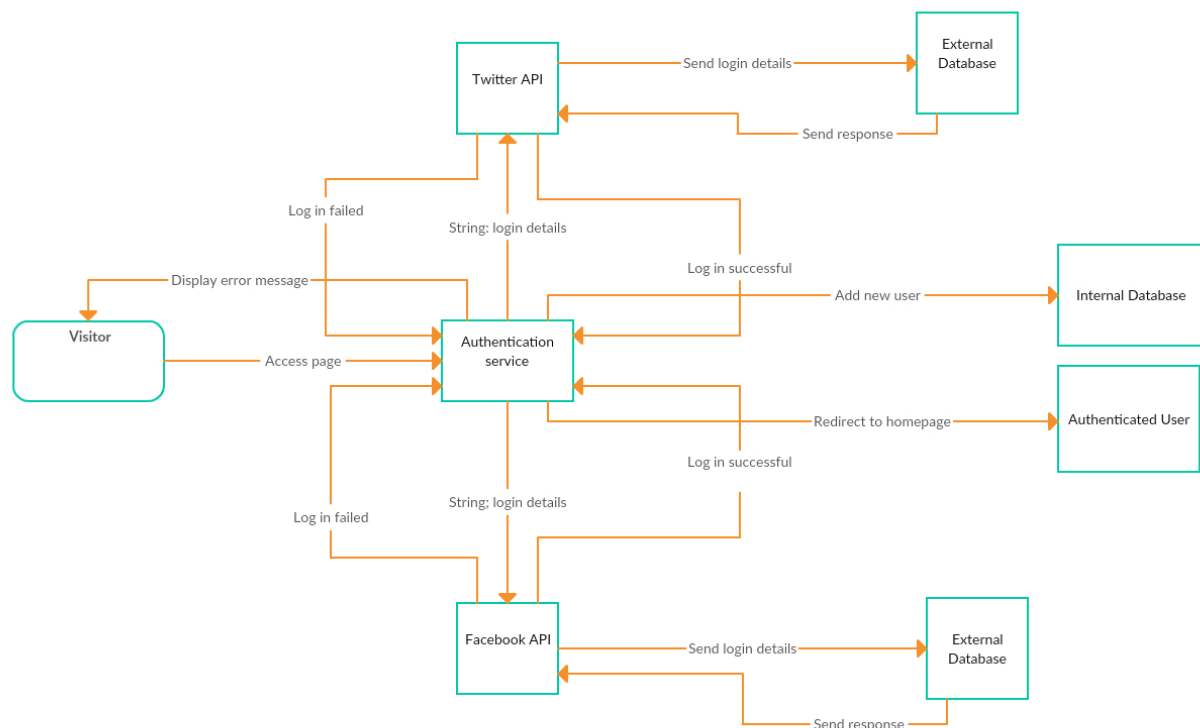 External
Database
Twitter API
Send login details
Send response
Log in failed
String: login details
Log in successful
Display error message
Add new user
Internal Database
Visitor
Authentication
service
Access page
Authenticated User
Redirect to homepage
Log in successful
String; login details
Log in failed
Facebook API
External
Database
Send login details
Send response